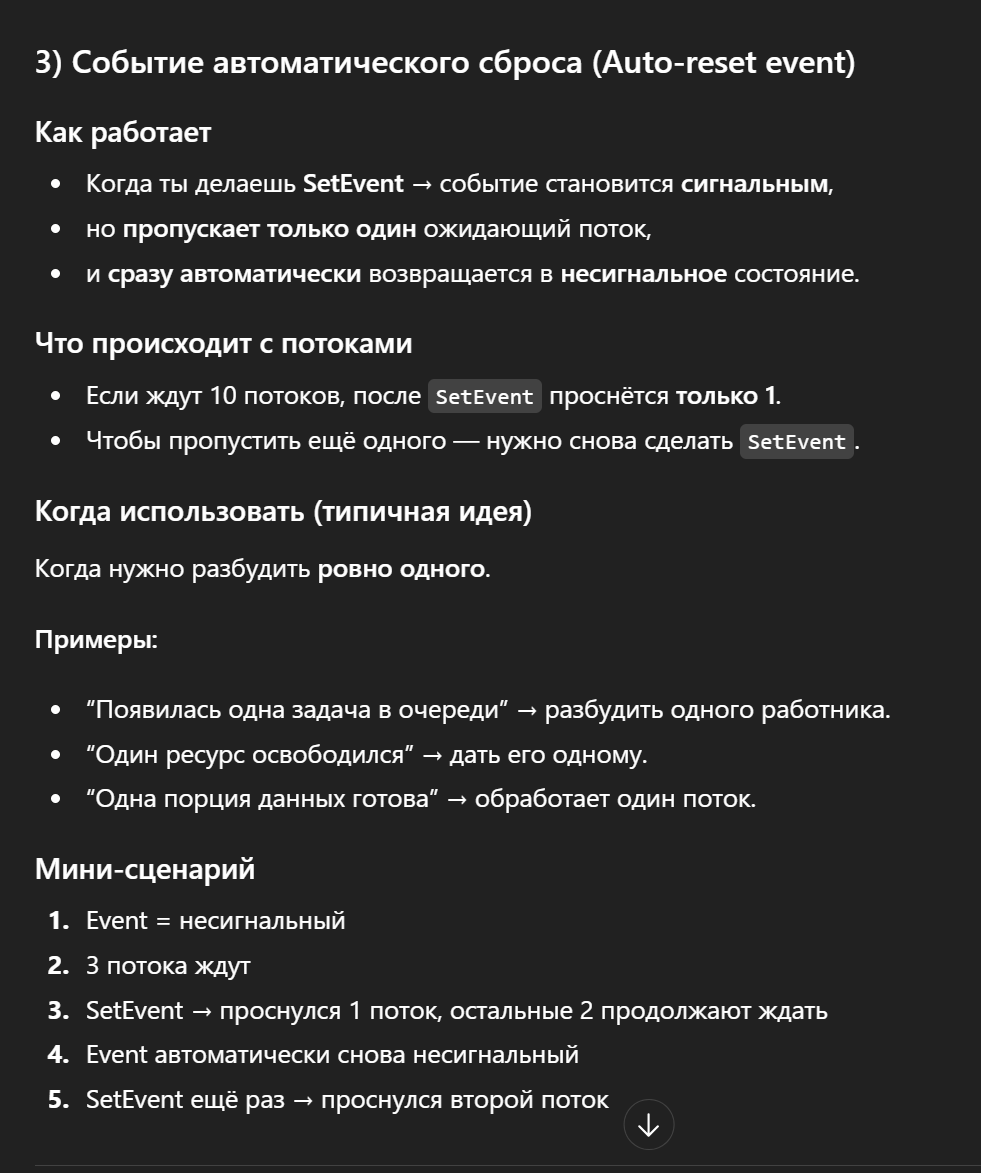 3) Событие автоматического сброса (Auto-reset event)
Как работает
• Когда ты делаешь SetEvent → событие становится сигнальным,
• но пропускает только один ожидающий поток,
• и сразу автоматически возвращается в несигнальное состояние.
Что происходит с потоками
• Если ждут 10 потоков, после SetEvent проснётся только 1.
• Чтобы пропустить ещё одного — нужно снова сделать SetEvent.
Когда использовать (типичная идея)
Когда нужно разбудить ровно одного.
Примеры:
• “Появилась одна задача в очереди” → разбудить одного работника.
• “Один ресурс освободился” → дать его одному.
• “Одна порция данных готова” → обработает один поток.
Мини-сценарий
1. Event = несигнальный
2. 3 потока ждут
3. SetEvent → проснулся 1 поток, остальные 2 продолжают ждать
4. Event автоматически снова несигнальный
5. SetEvent ещё раз → проснулся второй поток